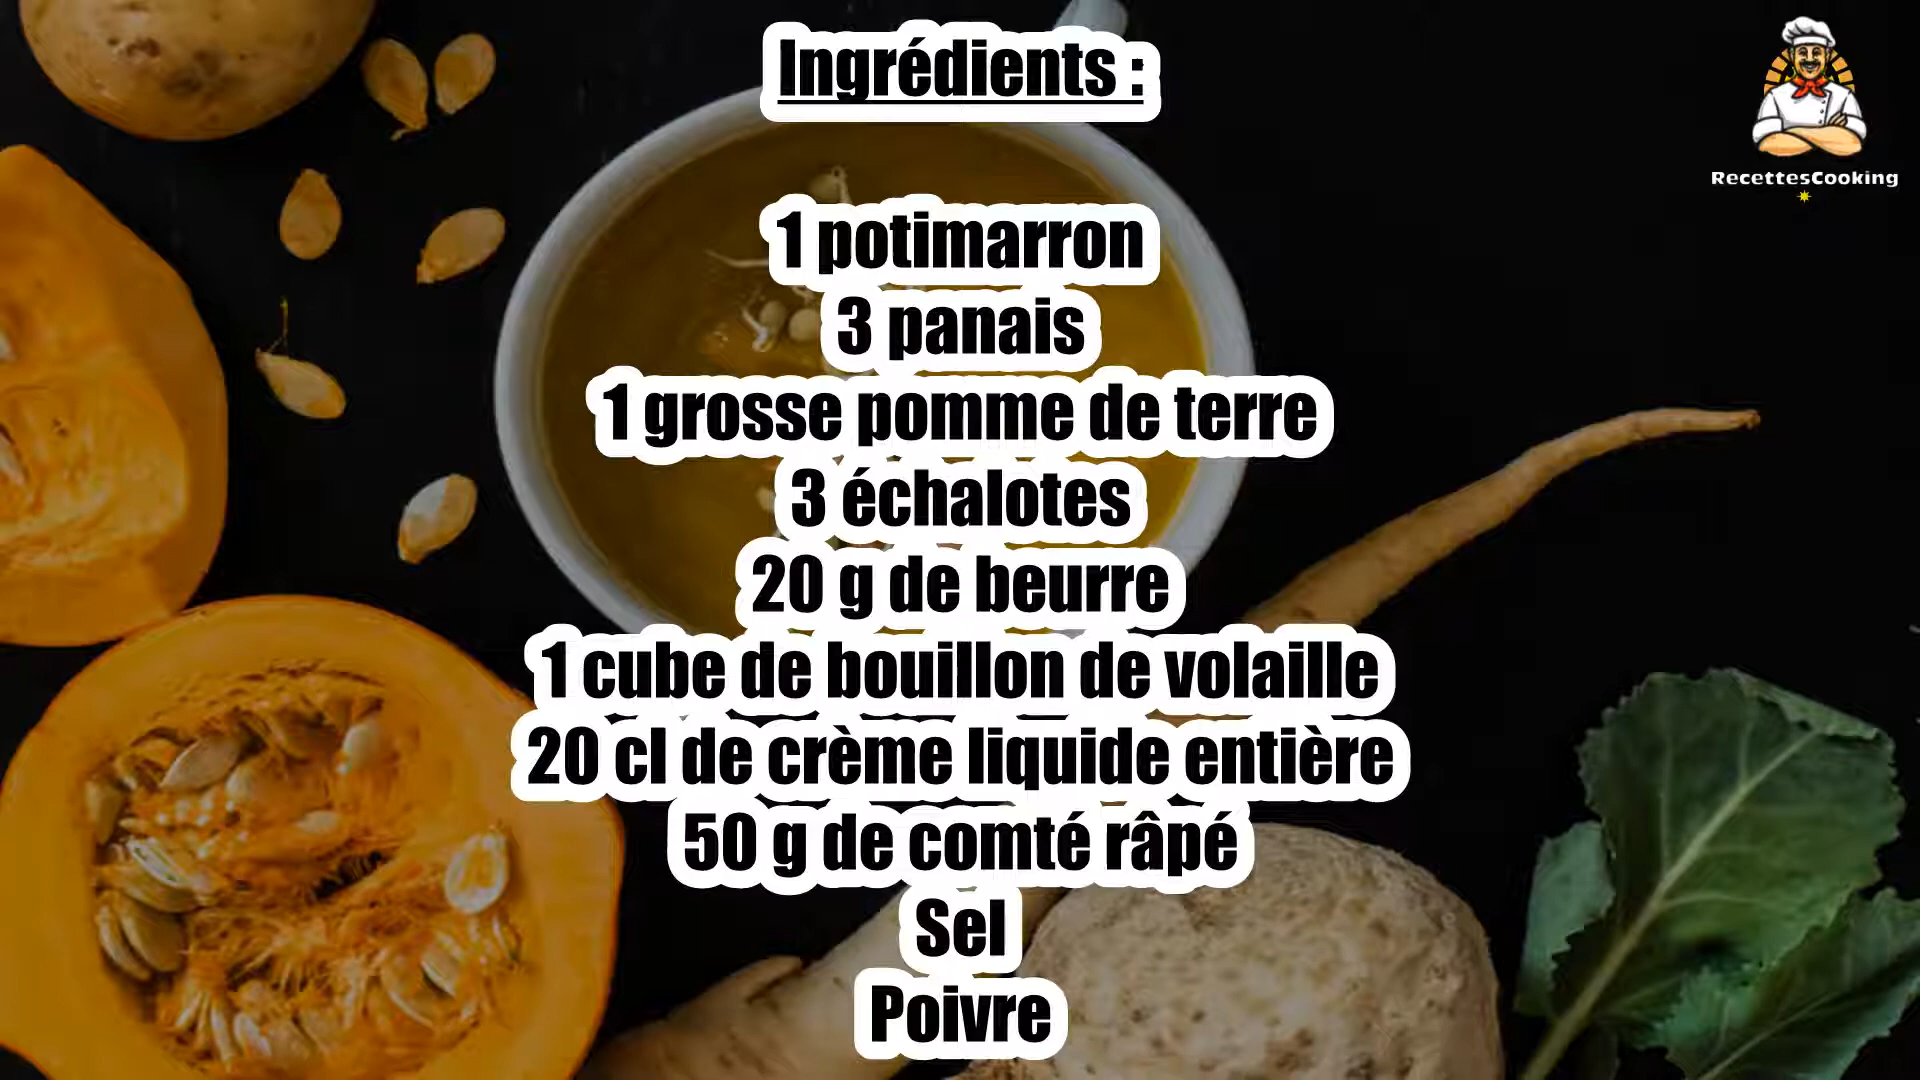 Ingrédients :
RecettesCooking
1 potimarron
3 panais
1 grosse pomme de terre
3 échalotes
20 g de beurre
1 cube de bouillon de volaille
20 cl de crème liquide entière
50 g de comté râpé
Sel
Poivre